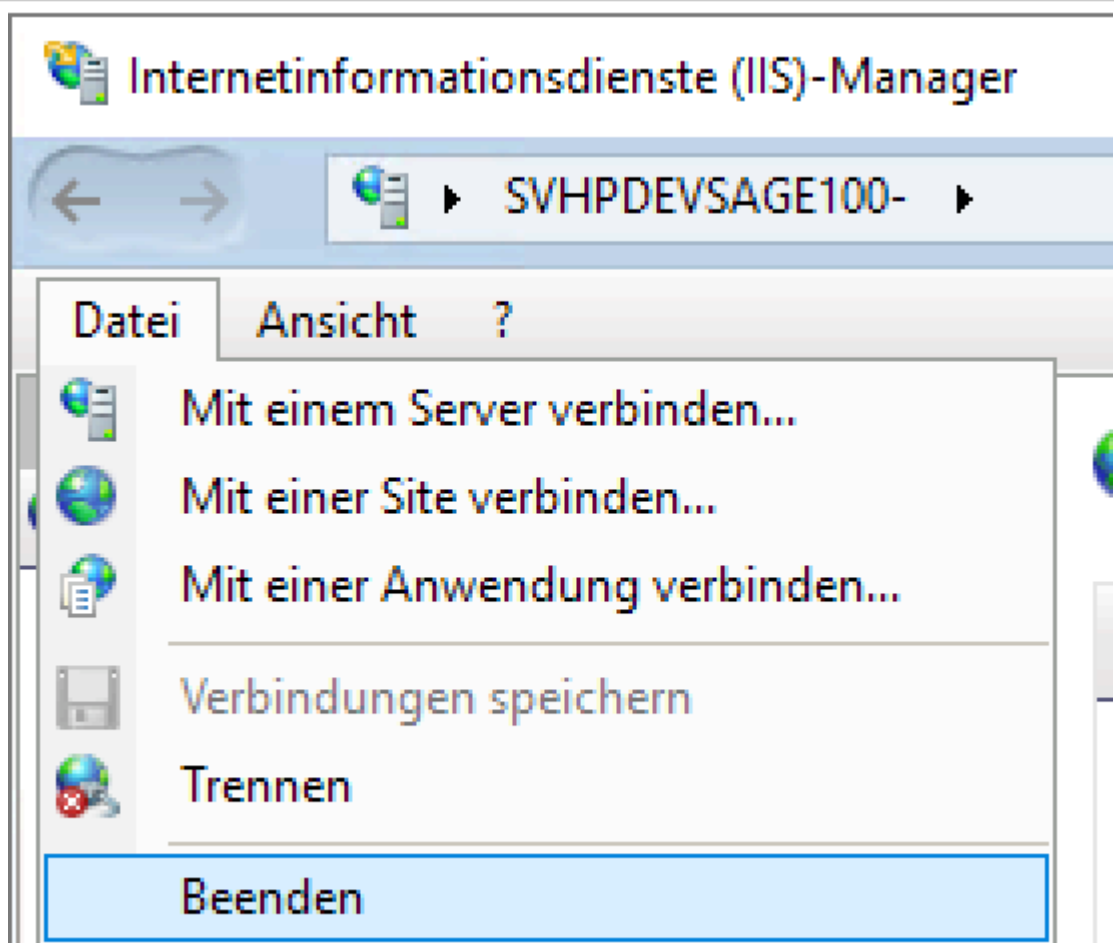 Internetinformationsdienste (IIS)-Manager
SVHPDEVSAGE100-
Datei Ansicht ?
Mit einem Server verbinden...
Mit einer Site verbinden...
Mit einer Anwendung verbinden...
Verbindungen speichern
Trennen
Beenden